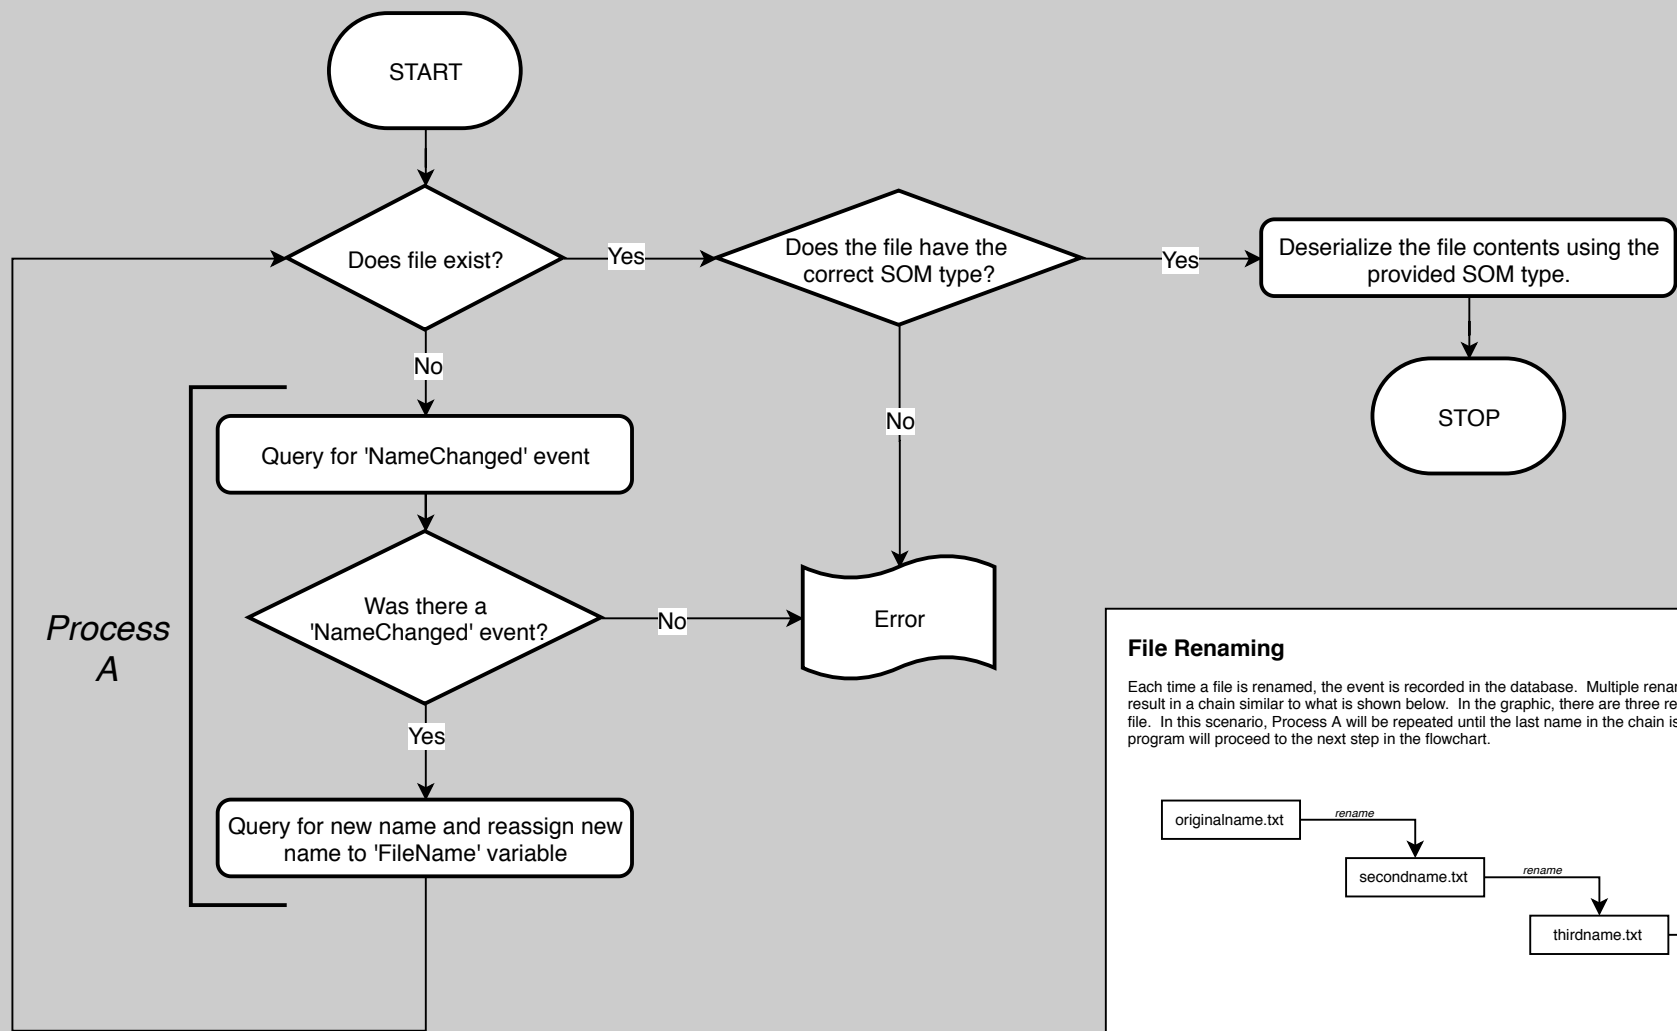 START
Does file exist?
Yes
Does the file have the
correct SOM type?
Yes
Deserialize the file contents using the
provided SOM type.
No
No
STOP
Query for 'NameChanged' event
Was there a
'NameChanged' event?
No
Error
Process
A
Yes
Query for new name and reassign new
name to 'FileName' variable
File Renaming
Each time a file is renamed, the event is recorded in the database. Multiple
result in a chain similar to what is shown below. In the graphic, there are three
file. In this scenario, Process A will be repeated until the last name in the chain is
program will proceed to the next step in the flowchart.
originalname.txt
rename
secondname.txt
rename
thirdname.txt